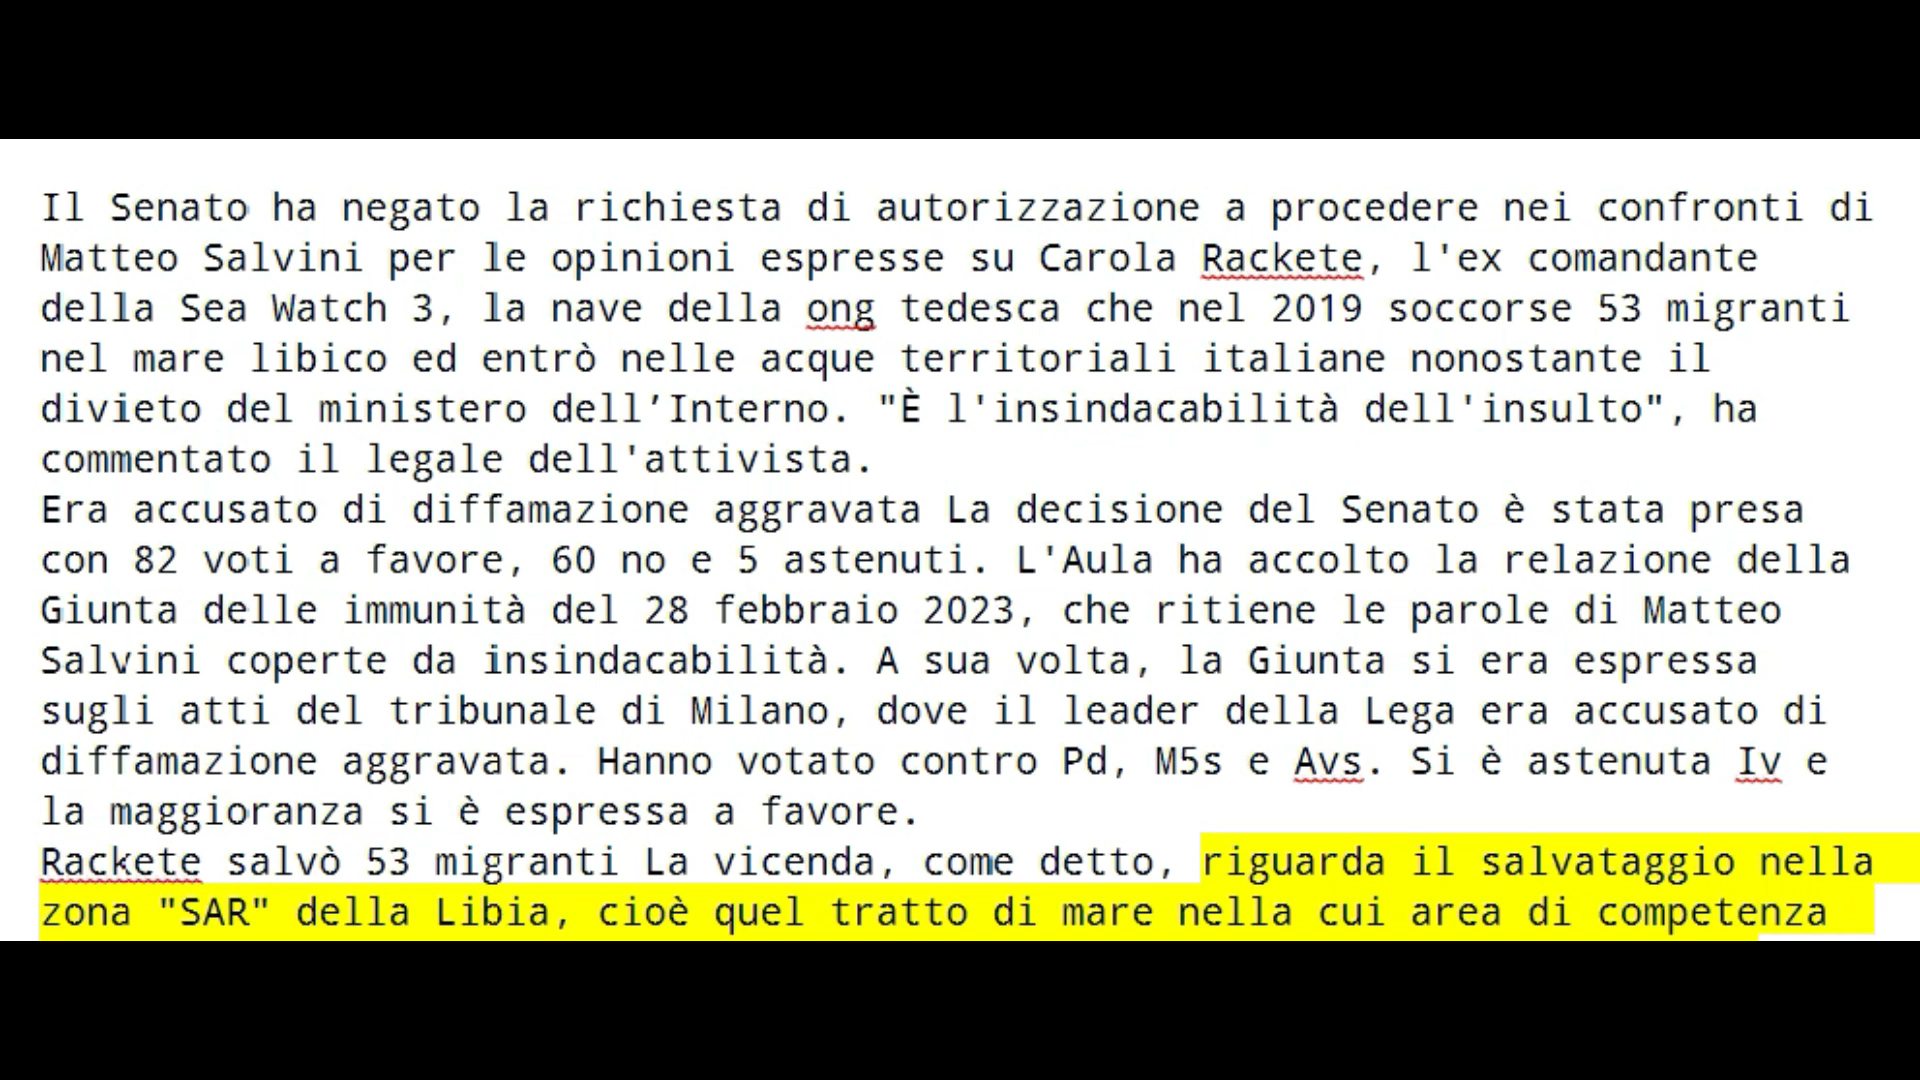 Il Senato ha negato la richiesta di autorizzazione a procedere nei confronti di
Matteo Salvini per le opinioni espresse su Carola Rackete, l'ex comandante
della Sea Watch 3, la nave della ong tedesca che nel 2019 soccorse 53 migranti
nel mare libico ed entrò nelle acque territoriali italiane nonostante il
divieto del ministero dell’Interno. "È l'insindacabilità dell'insulto", ha
commentato il legale dell'attivista.
Era accusato di diffamazione aggravata La decisione del Senato è stata presa
con 82 voti a favore, 60 no e 5 astenuti. L'Aula ha accolto la relazione della
Giunta delle immunità del 28 febbraio 2023, che ritiene le parole di Matteo
Salvini coperte da insindacabilità. A sua volta, la Giunta si era espressa
sugli atti del tribunale di Milano, dove il leader della Lega era accusato di
diffamazione aggravata. Hanno votato contro Pd, M5s e Avs. Si è astenuta Iv e
la maggioranza si è espressa a favore.
Rackete salvò 53 migranti La vicenda, come detto, riguarda il salvataggio nella
zona "SAR" della Libia, cioè quel tratto di mare nella cui area di competenza